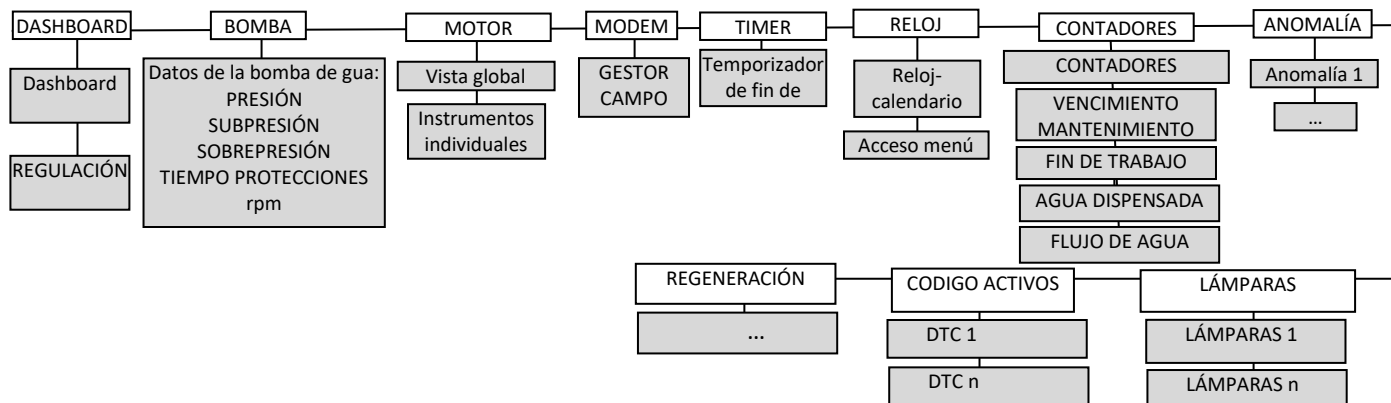 DASHBOARD
BOMBA
MOTOR
MODEM
TIMER
RELOJ
CONTADORES
ANOMALÍA
Dashboard
REGULACIÓN
Datos de la bomba de gua:
PRESIÓN
SUBPRESIÓN
SOBREPRESIÓN
TIEMPO PROTECCIONES
rpm
Vista global
Instrumentos
individuales
GESTOR
CAMPO
Temporizador
de fin de
Reloj-
calendario
Acceso menú
CONTADORES
VENCIMIENTO
MANTENIMIENTO
FIN DE TRABAJO
AGUA DISPENSADA
FLUJO DE AGUA
Anomalía 1
...
REGENERACIÓN
...
CODIGO ACTIVOS
DTC 1
DTC n
LÁMPARAS
LÁMPARAS 1
LÁMPARAS n